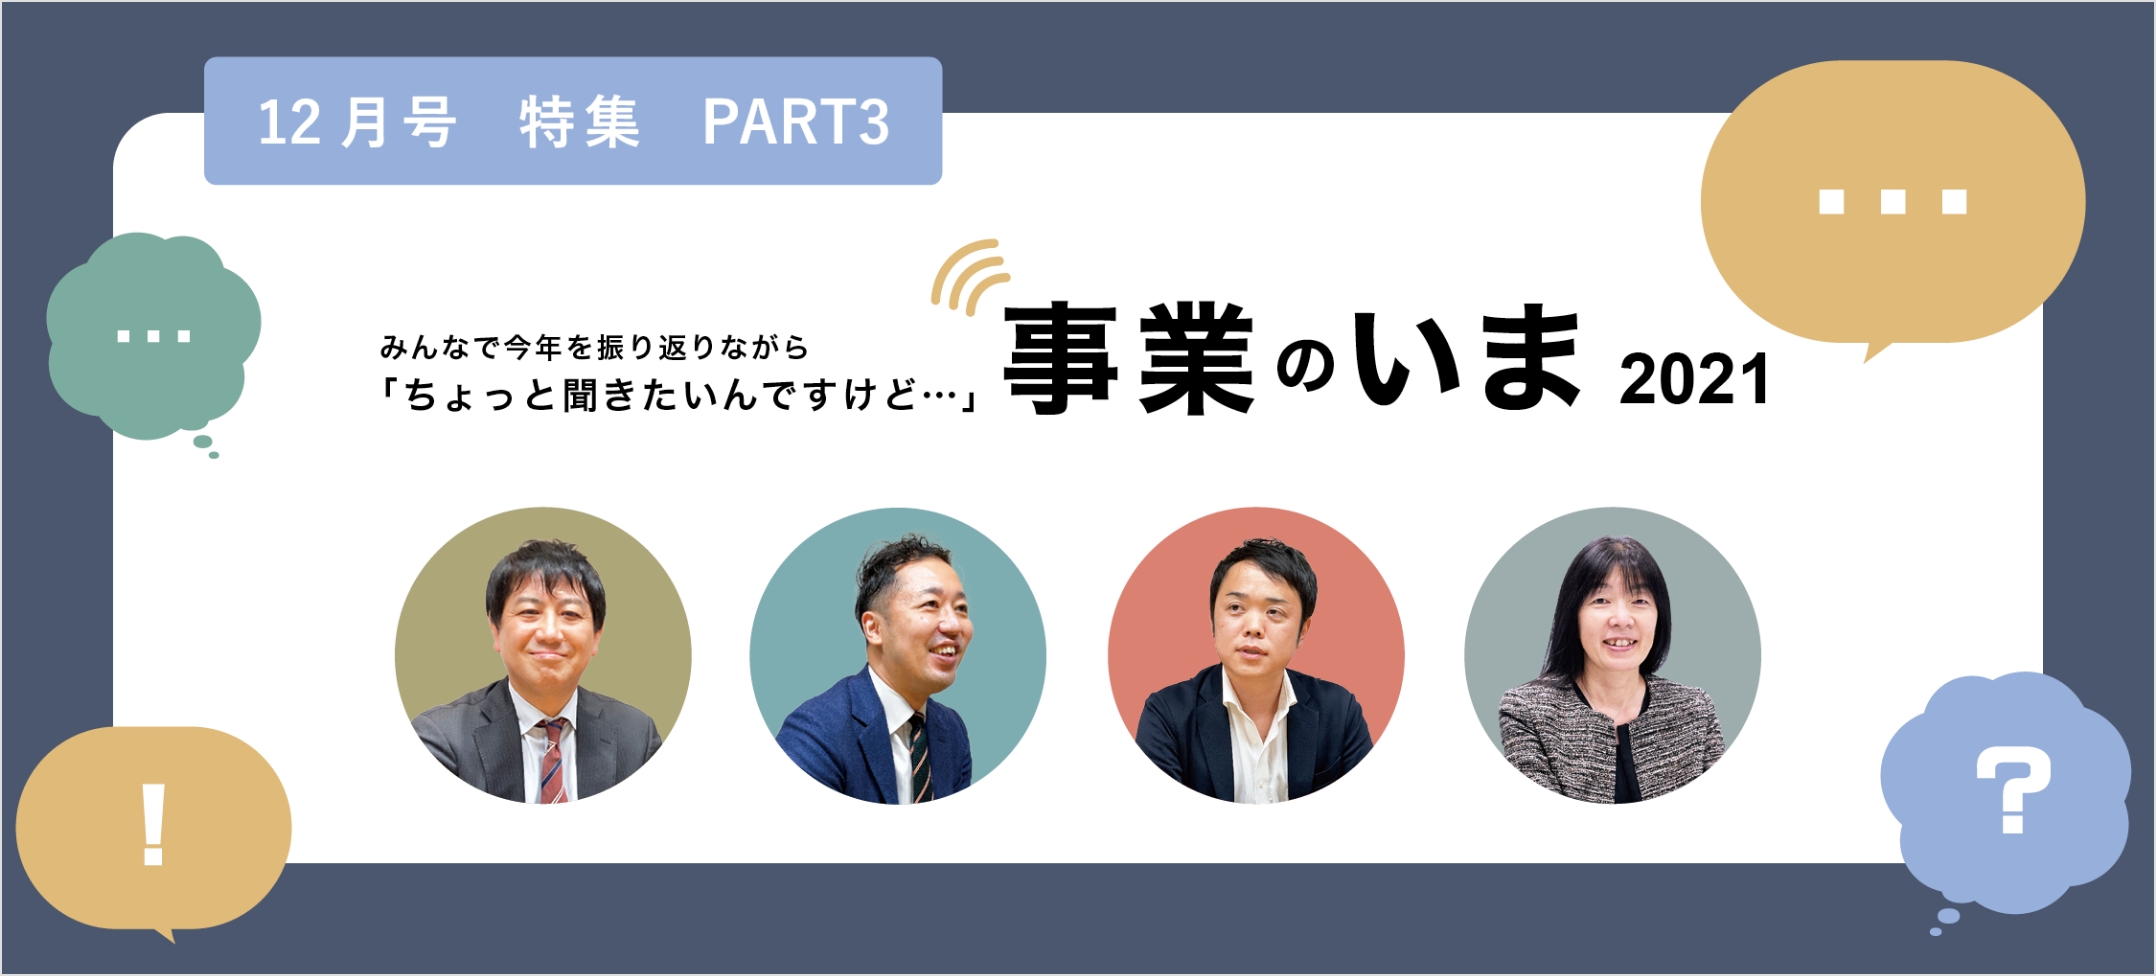 12月号 特集 PART3
みんなで今年を振り返りながら
「ちょっと聞きたいんですけど…」
事業のいま 2021
...
...
!
?